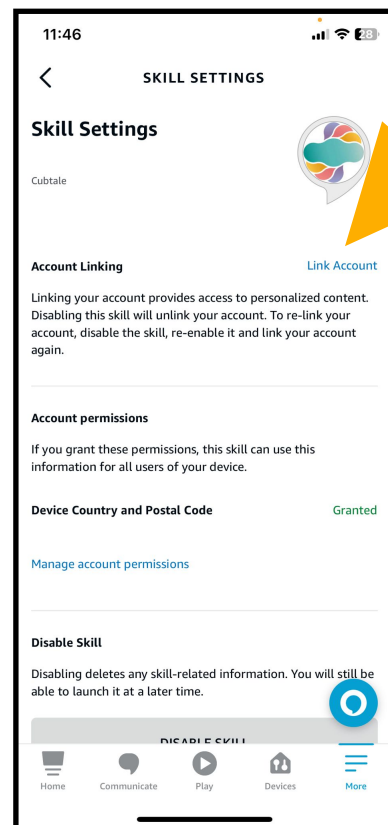 11:46
28
SKILL SETTINGS
Skill Settings
Cubtale
Account Linking
Link Account
Linking your account provides access to personalized content.
Disabling this skill will unlink your account. To re-link your
account, disable the skill, re-enable it and link your account
again.
Account permissions
If you grant these permissions, this skill can use this
information for all users of your device.
Device Country and Postal Code
Granted
Manage account permissions
Disable Skill
Disabling deletes any skill-related information. You will still be
able to launch it at a later time.
DISABLE SKILL
Home
Communicate
Play
Devices
More